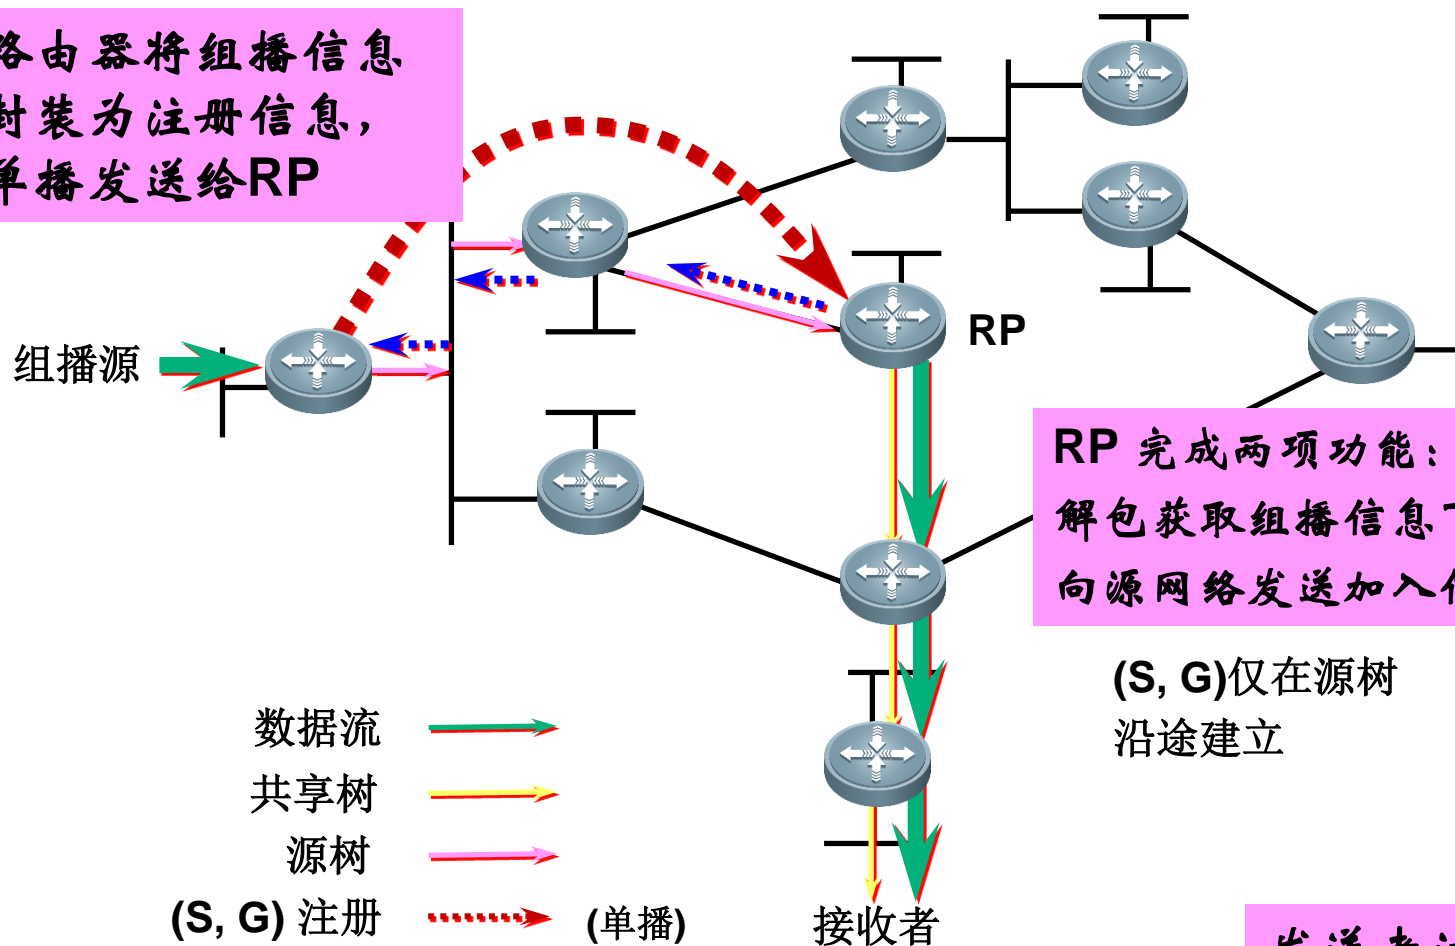 路由器将组播信息
封装为注册信息，
单播发送给RP
组播源
RP
RP 完成两项功能：
解包获取组播信息
向源网络发送加入
(S, G)仅在源树
沿途建立
数据流
共享树
源树
(S, G) 注册
(单播)
接收者
发送者